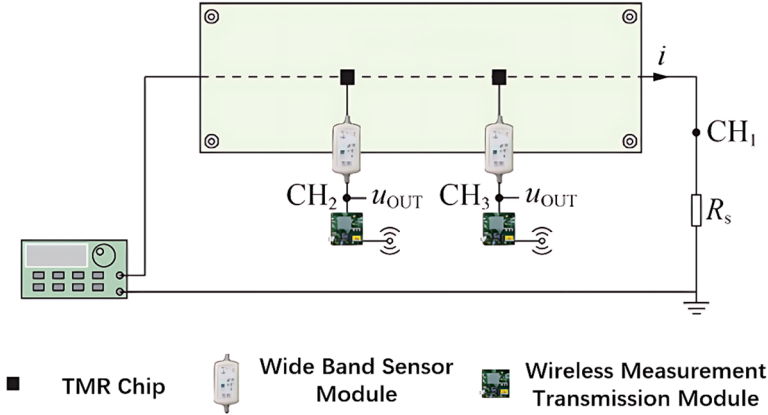 i
CH1
CH2
uOUT
CH3
uOUT
Rs
TMR Chip
Wide Band Sensor
Module
Wireless Measurement
Transmission Module